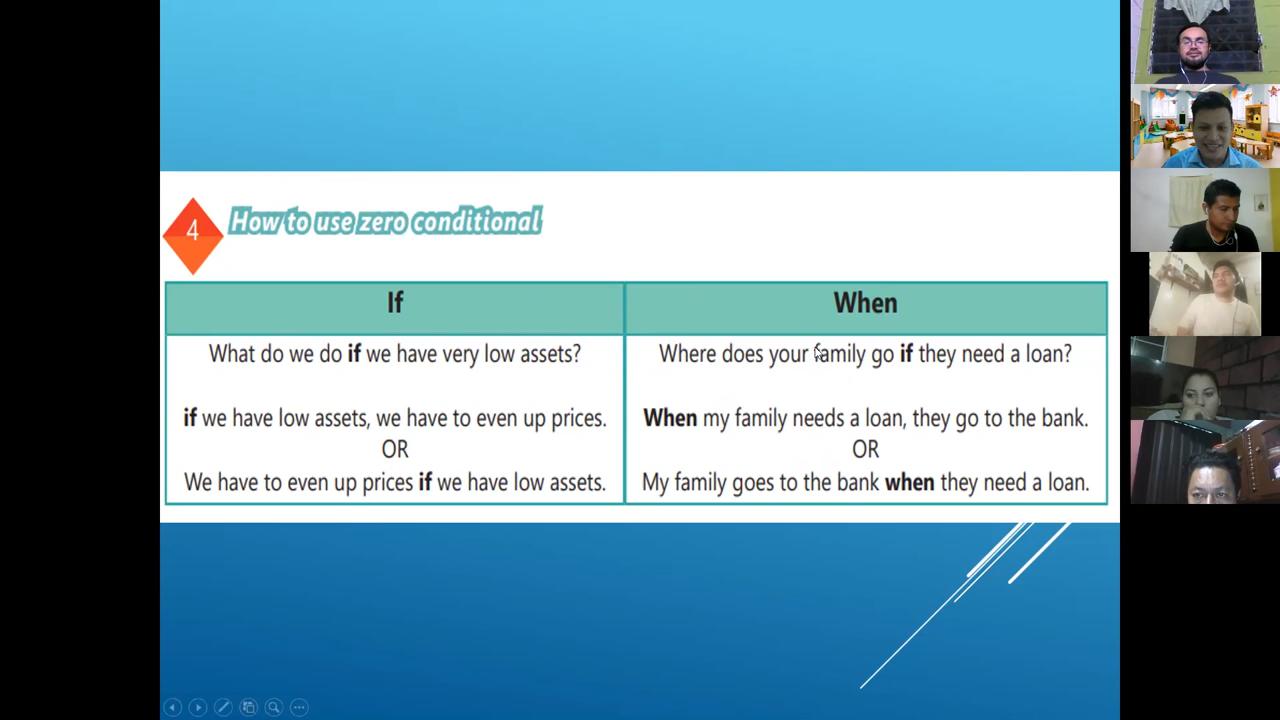 4
How to use zero conditional
If
When
What do we do if we have very low assets?
if we have low assets, we have to even up prices.
OR
We have to even up prices if we have low assets.
Where does your family go if they need a loan?
When my family needs a loan, they go to the bank.
OR
My family goes to the bank when they need a loan.